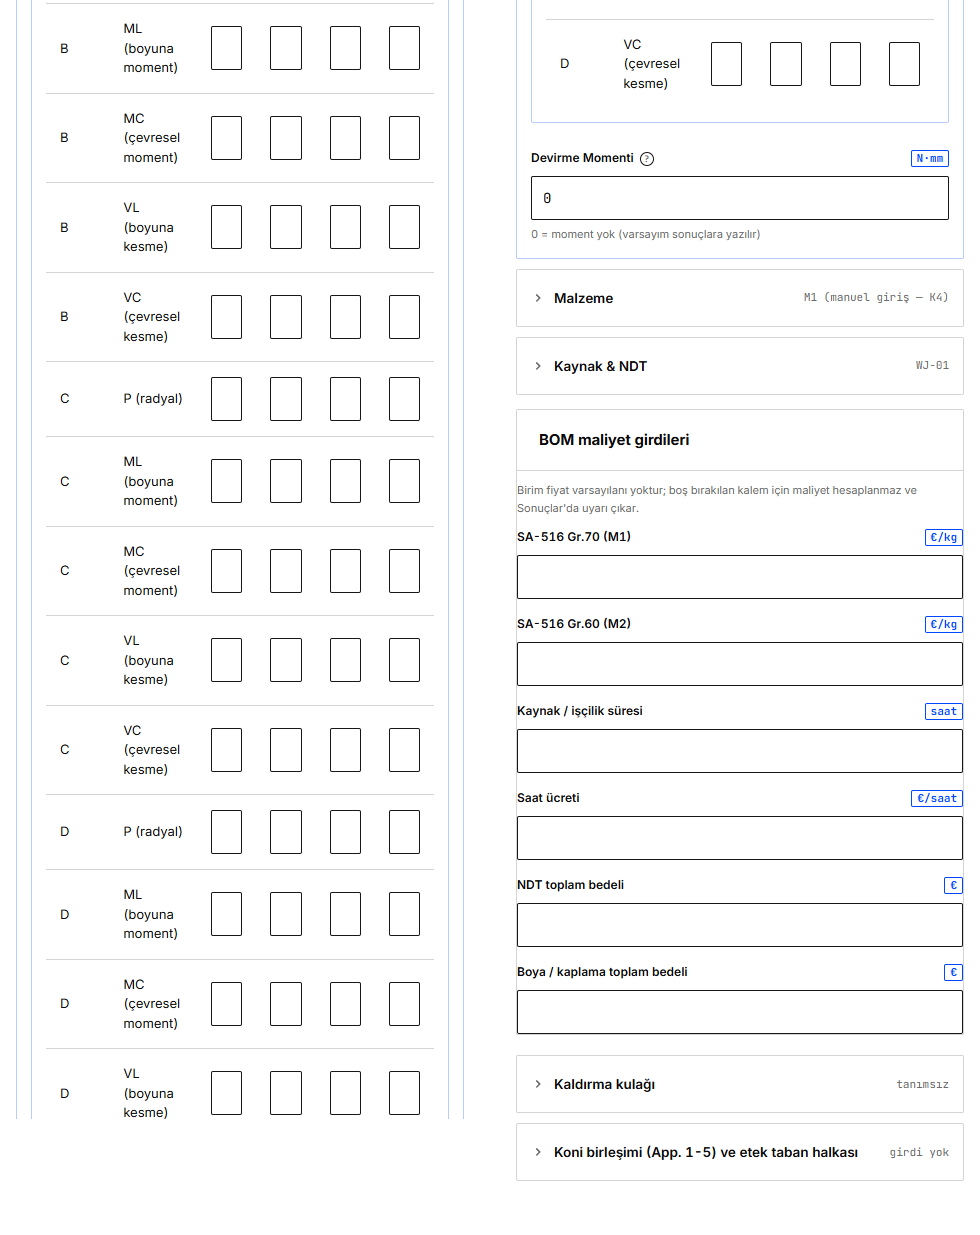 B
ML
(boyuna
moment)
B
MC
(çevresel
moment)
B
VL
(boyuna
kesme)
B
VC
(çevresel
kesme)
C
P (radyal)
C
ML
(boyuna
moment)
C
MC
(çevresel
moment)
C
VL
(boyuna
kesme)
C
VC
(çevresel
kesme)
D
P (radyal)
D
ML
(boyuna
moment)
D
MC
(çevresel
moment)
D
VL
(boyuna
kesme)
D
VC
(çevresel
kesme)
Devirme Momenti ? N·mm
0
0 = moment yok (varsayım sonuçlara yazılır)
Malzeme M1 (manuel giriş — K4)
Kaynak & NDT WJ-01
BOM maliyet girdileri
Birim fiyat varsayılanı yoktur; boş bırakılan kalem için maliyet hesaplanmaz ve
Sonuçlar'da uyarı çıkar.
SA-516 Gr.70 (M1) €/kg
SA-516 Gr.60 (M2) €/kg
Kaynak / işçilik süresi saat
Saat ücreti €/saat
NDT toplam bedeli €
Boya / kaplama toplam bedeli €
Kaldırma kulağı tanımsız
Koni birleşimi (App. 1-5) ve etek taban halkası girdi yok